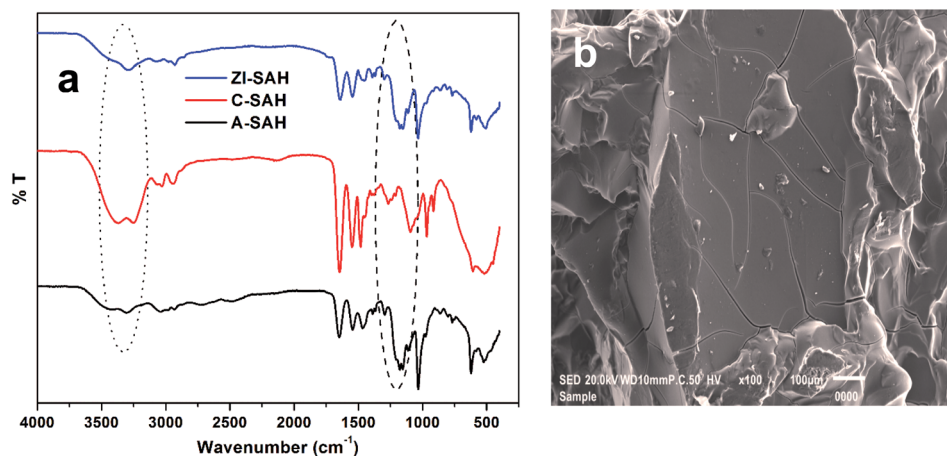 a
ZI-SAH
C-SAH
A-SAH
% T
4000 3500 3000 2500 2000 1500 1000 500
Wavenumber (cm⁻¹)
b
SED 20.0kV WD10mmP.C.50 HV x100 100µm
Sample 0000